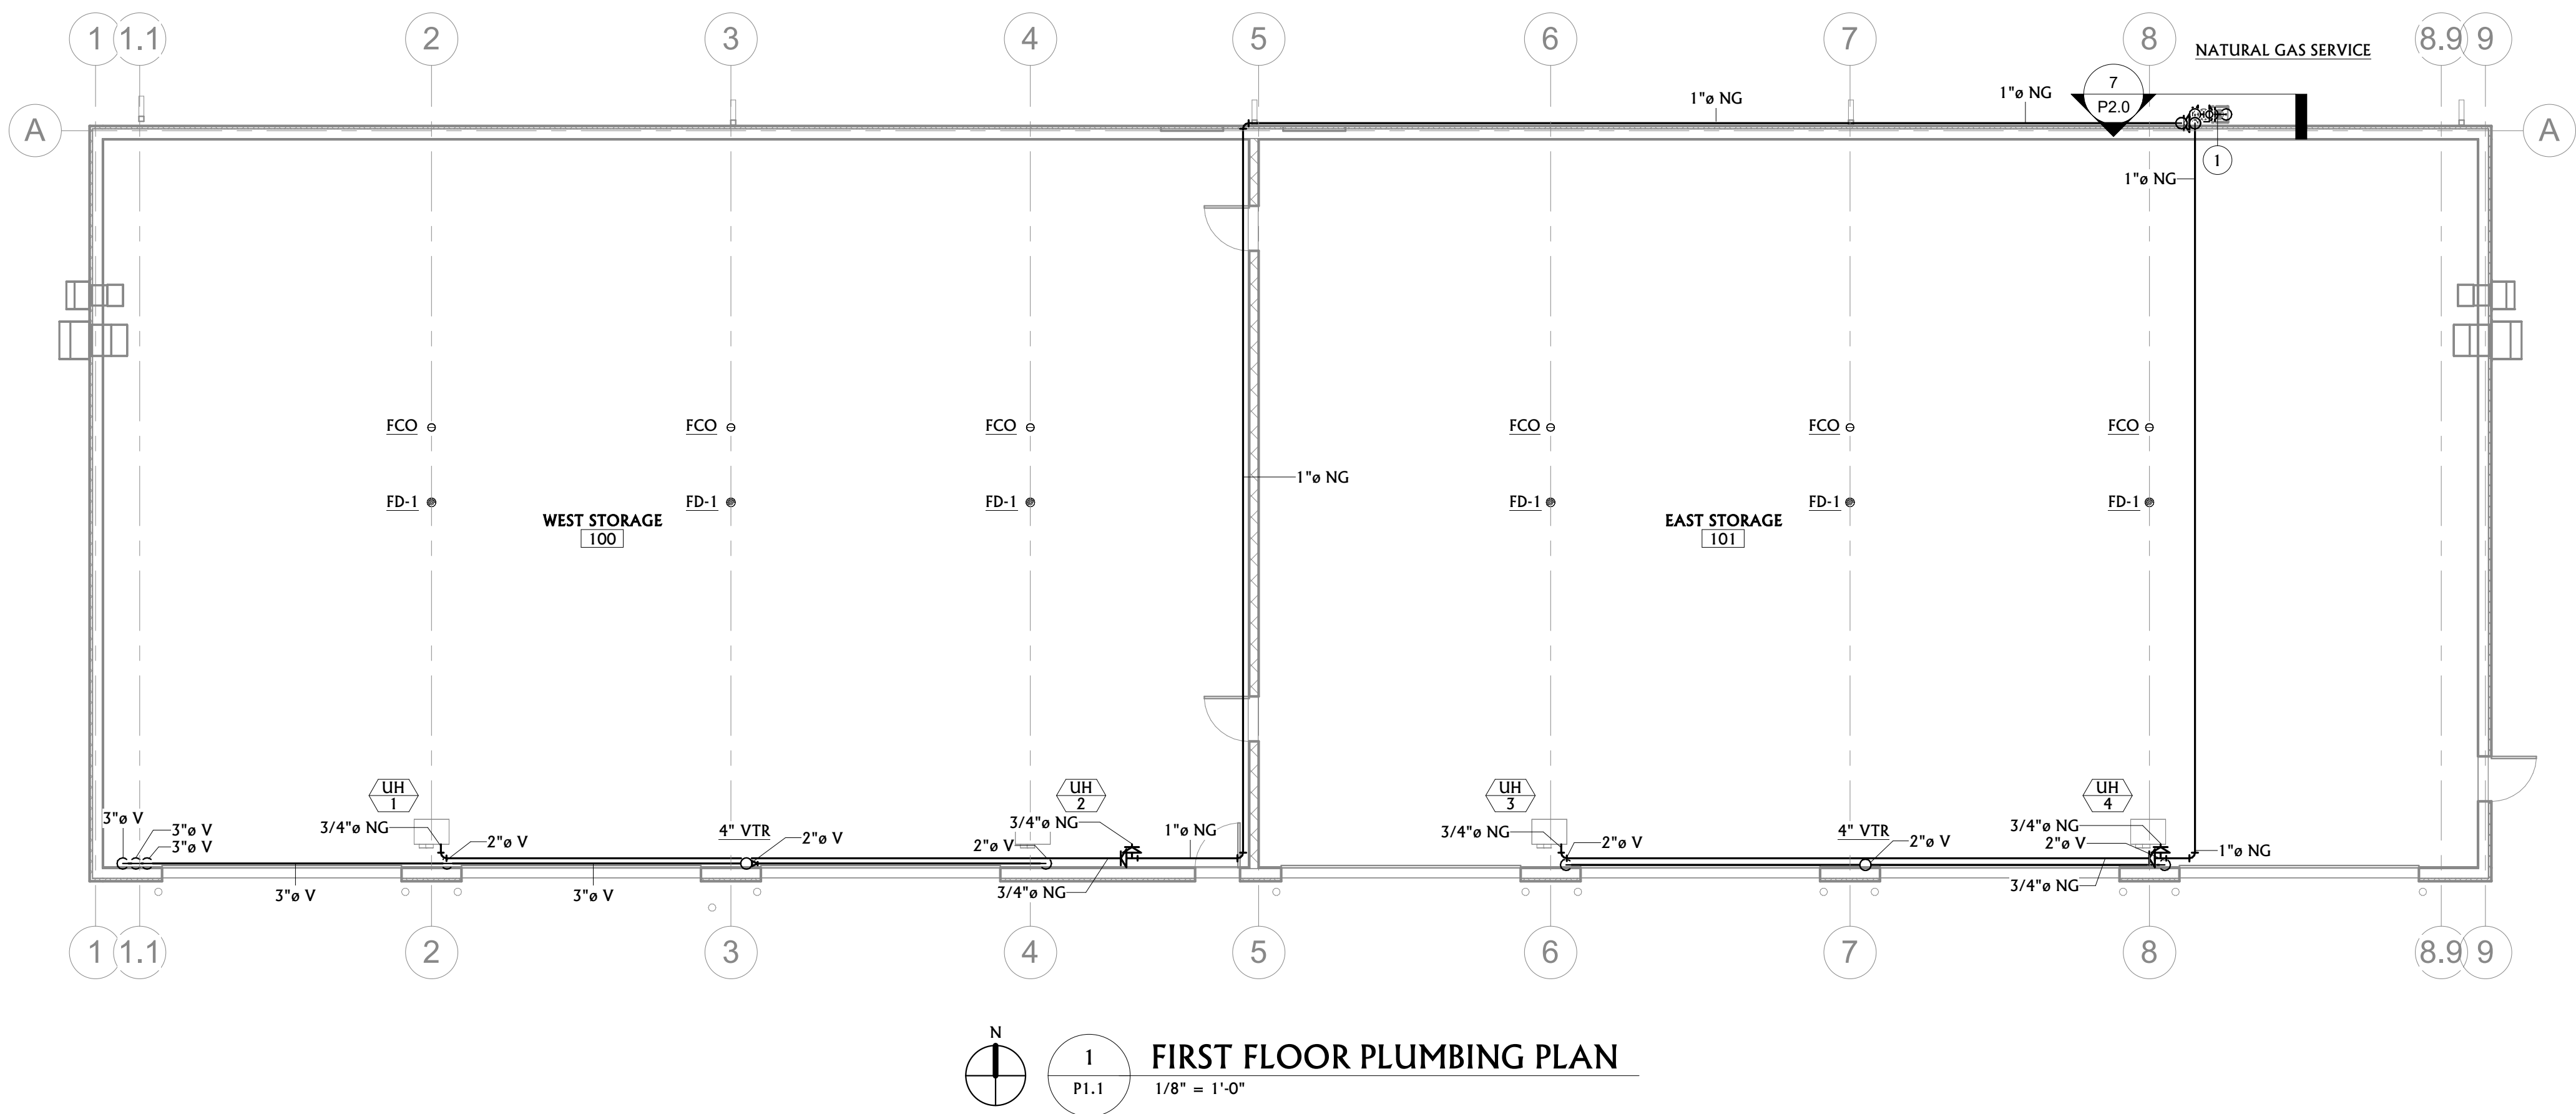 1 1.1 2 3 4 5 6 7 8 8.9 9
NATURAL GAS SERVICE
7
P2.0
1"ø NG
1"ø NG
A
A
1
1"ø NG
FCO
FCO
FCO
FCO
FCO
FCO
1"ø NG
FD-1
FD-1
FD-1
FD-1
FD-1
FD-1
WEST STORAGE
100
EAST STORAGE
101
UH
1
UH
2
UH
3
UH
4
3"ø V
3"ø V
3"ø V
3/4"ø NG
2"ø V
4" VTR
2"ø V
2"ø V
3/4"ø NG
1"ø NG
3/4"ø NG
3"ø V
3"ø V
3/4"ø NG
2"ø V
4" VTR
2"ø V
3/4"ø NG
2"ø V
1"ø NG
3/4"ø NG
1 1.1 2 3 4 5 6 7 8 8.9 9
N
1
P1.1
FIRST FLOOR PLUMBING PLAN
1/8" = 1'-0"